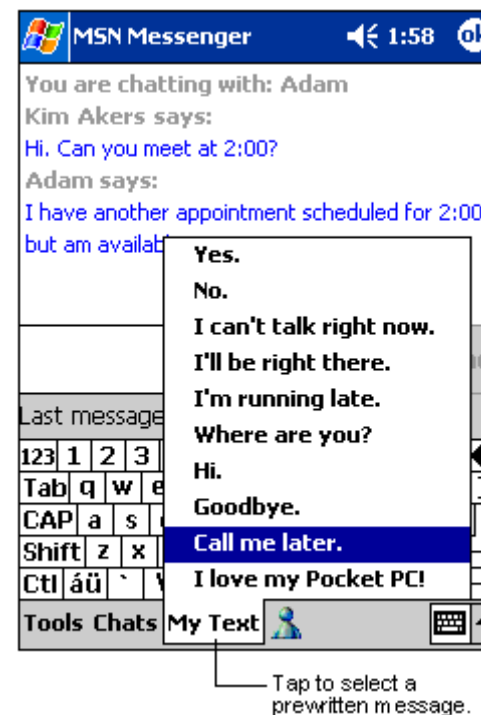 MSN Messenger 1:58 ok
You are chatting with: Adam
Kim Akers says:
Hi. Can you meet at 2:00?
Adam says:
I have another appointment scheduled for 2:00
but am availab
Yes.
No.
I can't talk right now.
I'll be right there.
I'm running late.
Where are you?
Hi.
Goodbye.
Call me later.
I love my Pocket PC!
Last message
123 1 2 3
Tab q w e
CAP a s
Shift z x
Ctl áü `
Tools Chats My Text
Tap to select a
prewritten message.